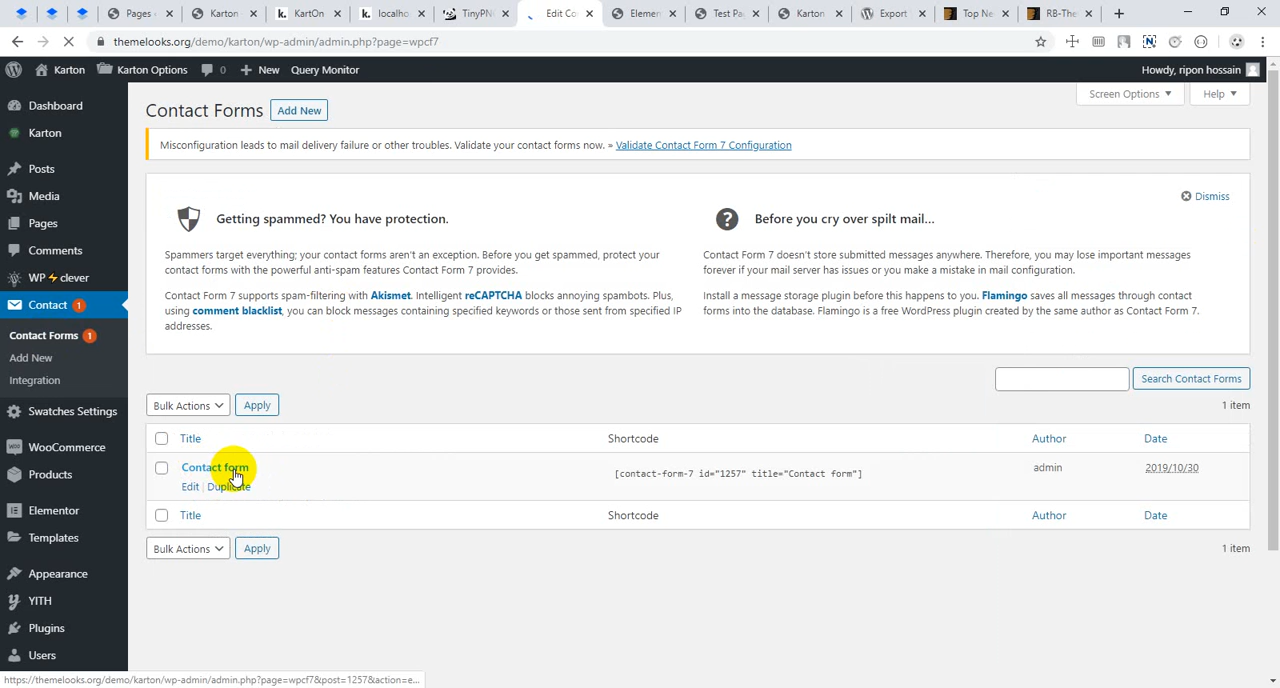 Pages
Karton
KartOn
localho
TinyPN
Edit Co
Elemen
Test Pa
Karton
Export
Top Ne
RB-The
themelooks.org/demo/karton/wp-admin/admin.php?page=wpcf7
Karton
Karton Options
0
New
Query Monitor
Howdy, ripon hossain
Dashboard
Karton
Posts
Media
Pages
Comments
WP⚡clever
Contact 1
Contact Forms 1
Add New
Integration
Swatches Settings
WooCommerce
Products
Elementor
Templates
Appearance
YITH
Plugins
Users
Screen Options
Help
Contact Forms
Add New
Misconfiguration leads to mail delivery failure or other troubles. Validate your contact forms now. » Validate Contact Form 7 Configuration
Dismiss
Getting spammed? You have protection.
Spammers target everything; your contact forms aren't an exception. Before you get spammed, protect your
contact forms with the powerful anti-spam features Contact Form 7 provides.
Contact Form 7 supports spam-filtering with Akismet. Intelligent reCAPTCHA blocks annoying spambots. Plus,
using comment blacklist, you can block messages containing specified keywords or those sent from specified IP
addresses.
Before you cry over spilt mail...
Contact Form 7 doesn't store submitted messages anywhere. Therefore, you may lose important messages
forever if your mail server has issues or you make a mistake in mail configuration.
Install a message storage plugin before this happens to you. Flamingo saves all messages through contact
forms into the database. Flamingo is a free WordPress plugin created by the same author as Contact Form 7.
Search Contact Forms
Bulk Actions
Apply
1 item
Title
Shortcode
Author
Date
Contact form
[contact-form-7 id="1257" title="Contact form"]
admin
2019/10/30
Edit | Duplicate
Title
Shortcode
Author
Date
Bulk Actions
Apply
1 item
https://themelooks.org/demo/karton/wp-admin/admin.php?page=wpcf7&post=1257&action=e...